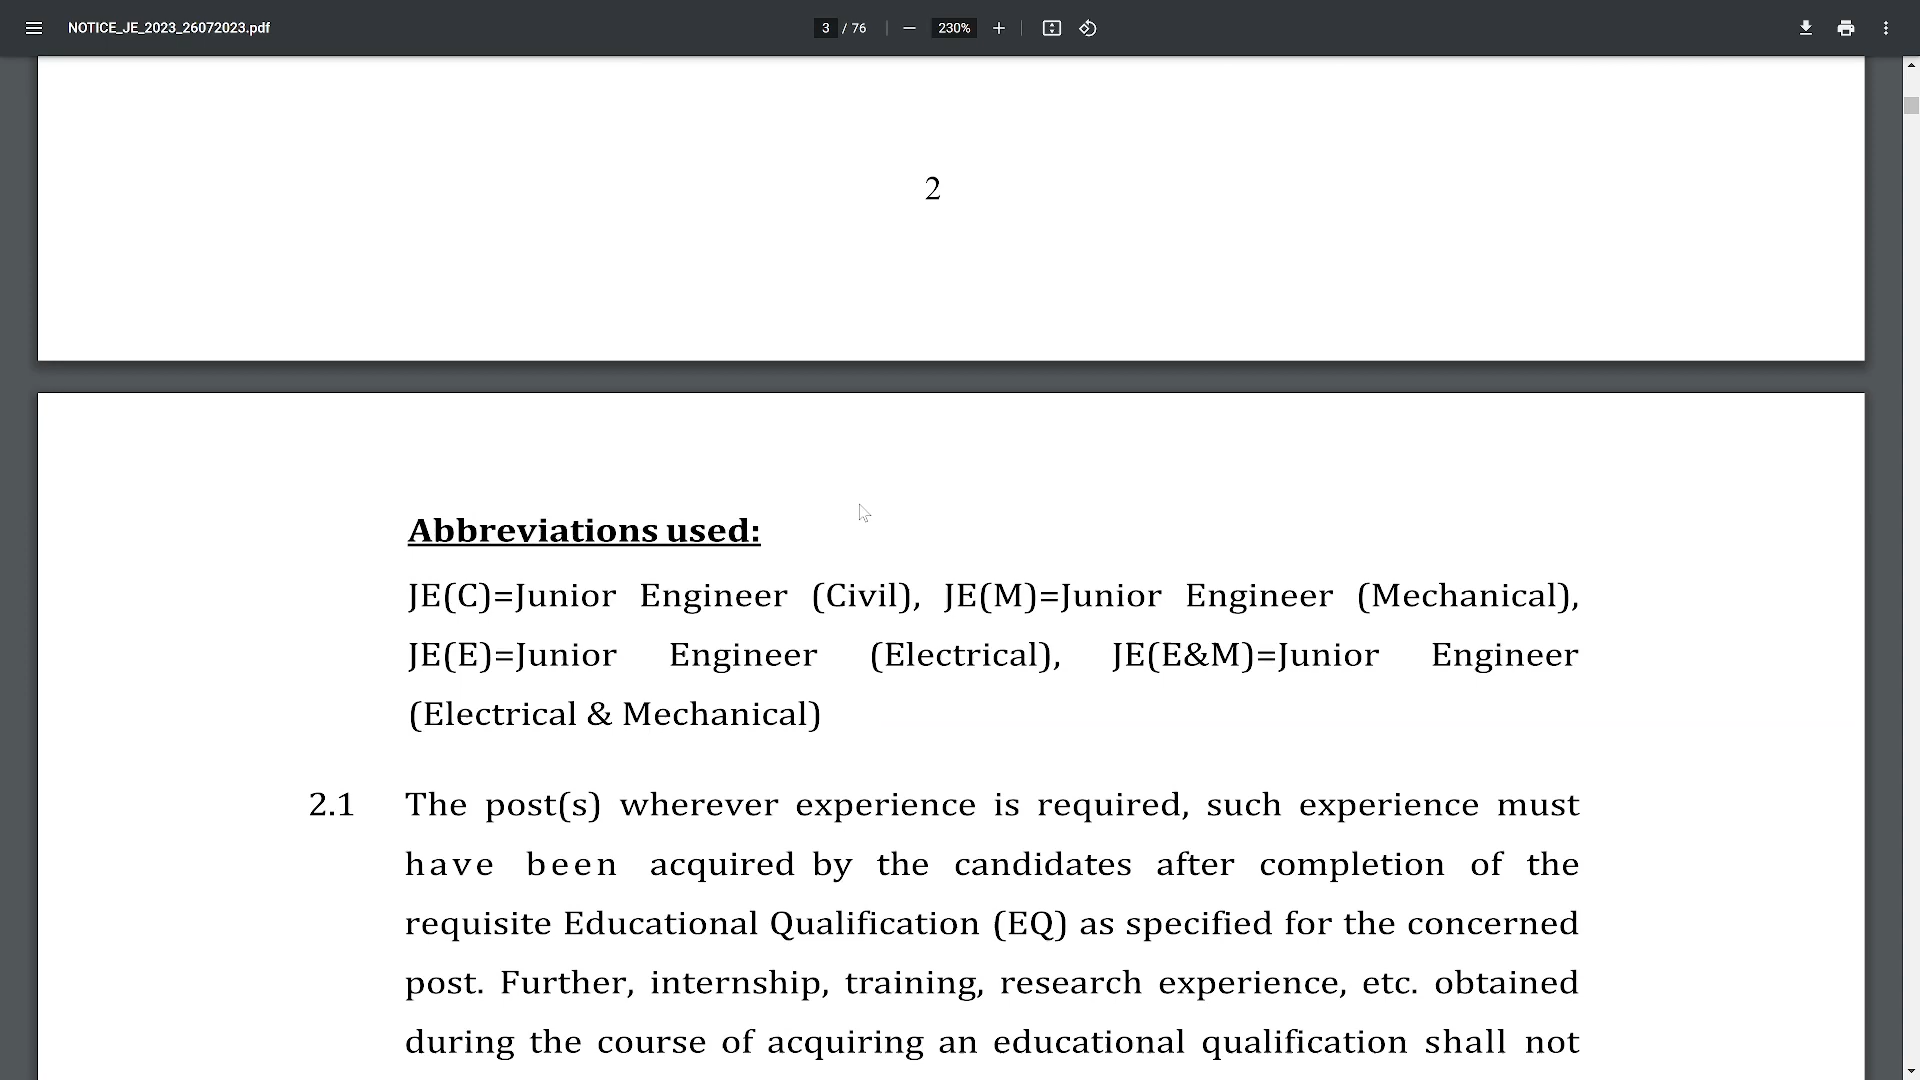 NOTICE_JE_2023_26072023.pdf
3 / 76
230%
2
Abbreviations used:
JE(C)=Junior Engineer (Civil), JE(M)=Junior Engineer (Mechanical),
JE(E)=Junior Engineer (Electrical), JE(E&M)=Junior Engineer
(Electrical & Mechanical)
2.1 The post(s) wherever experience is required, such experience must
have been acquired by the candidates after completion of the
requisite Educational Qualification (EQ) as specified for the concerned
post. Further, internship, training, research experience, etc. obtained
during the course of acquiring an educational qualification shall not